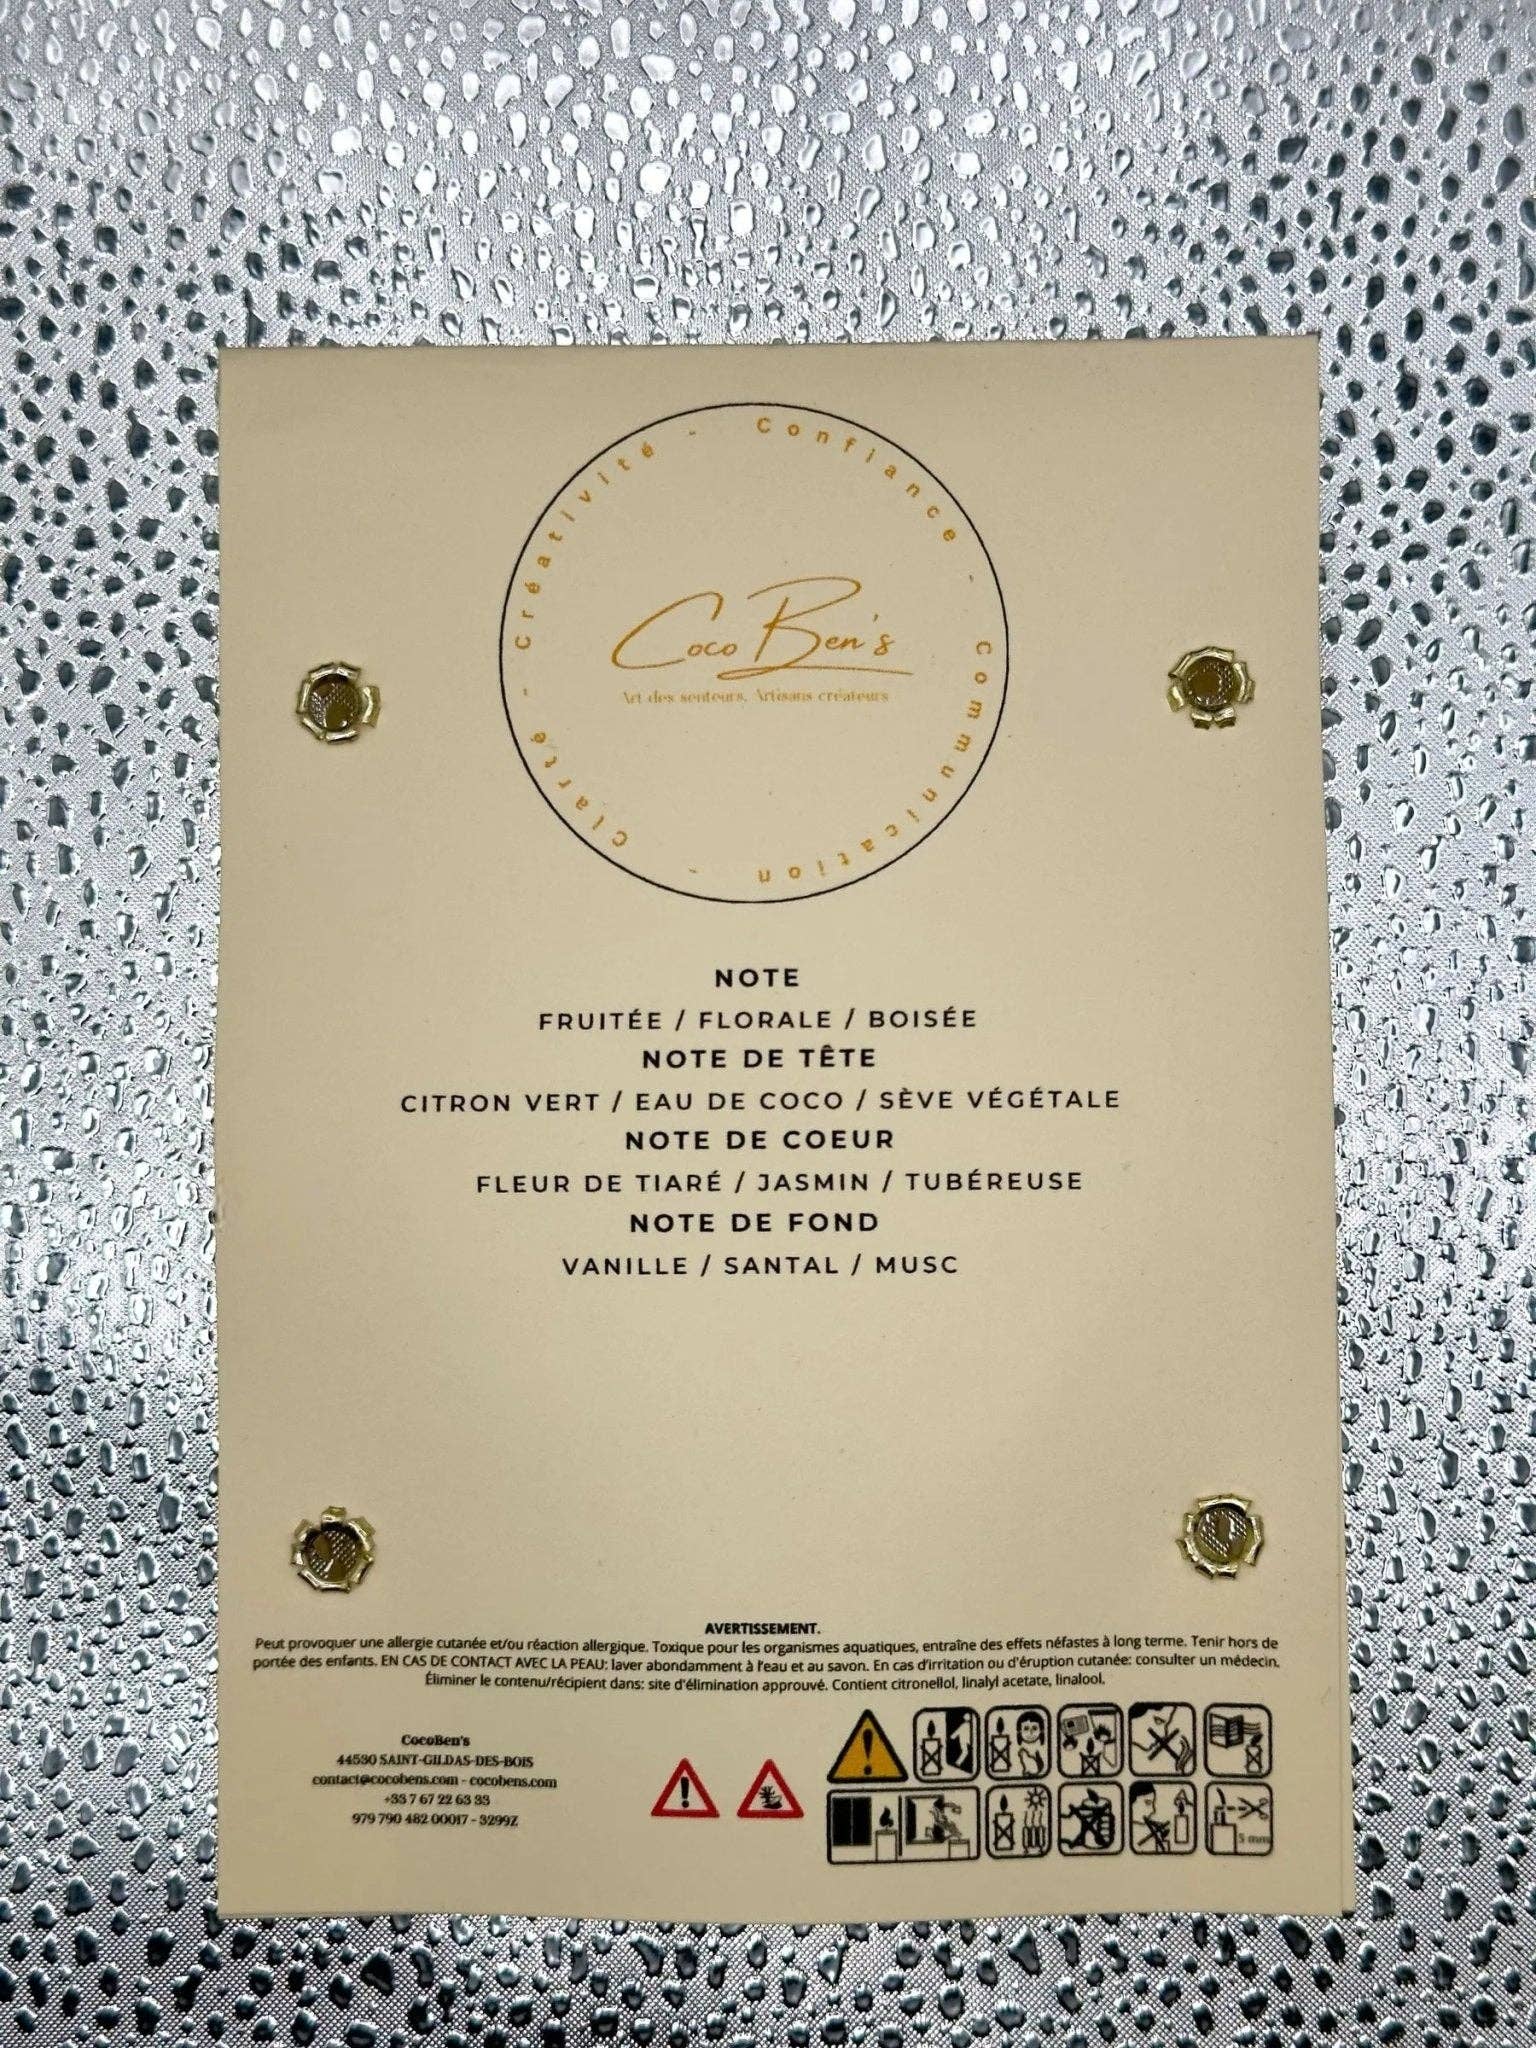 Confiance - Communication - Clarté - Créativité -
Coco Ben's
Art des senteurs, Artisans créateurs
NOTE
FRUITÉE / FLORALE / BOISÉE
NOTE DE TÊTE
CITRON VERT / EAU DE COCO / SÈVE VÉGÉTALE
NOTE DE COEUR
FLEUR DE TIARÉ / JASMIN / TUBÉREUSE
NOTE DE FOND
VANILLE / SANTAL / MUSC
AVERTISSEMENT.
Peut provoquer une allergie cutanée et/ou réaction allergique. Toxique pour les organismes aquatiques, entraîne des effets néfastes à long terme. Tenir hors de
portée des enfants. EN CAS DE CONTACT AVEC LA PEAU: laver abondamment à l'eau et au savon. En cas d'irritation ou d'éruption cutanée: consulter un médecin.
Éliminer le contenu/récipient dans: site d'élimination approuvé. Contient citronellol, linalyl acetate, linalool.
CocoBen's
44530 SAINT-GILDAS-DES-BOIS
contact@cocobens.com - cocobens.com
+33 7 67 22 63 33
979 790 482 00017 - 3299Z
5 mm